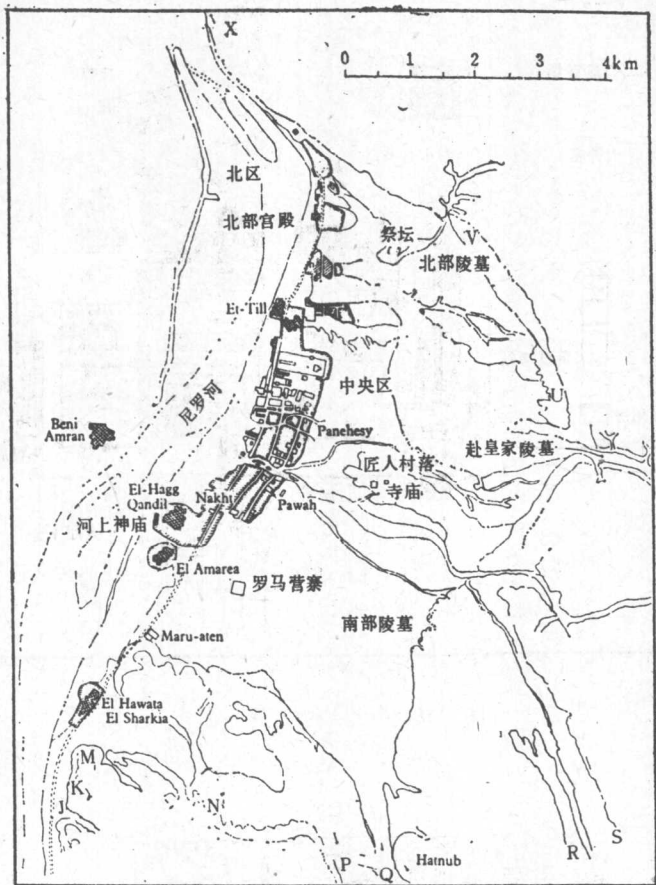 X
0 1 2 3 4km
北区
北部宫殿
祭坛
V
北部陵墓
Et-Till
中央区
U
尼罗河
Beni
Amran
Panehesy
赴皇家陵墓
匠人村落
El-Hagg
Qandil
Nakht
Pawah
寺庙
河上神庙
El Amarea
罗马营寨
南部陵墓
Maru-aten
El Hawata
El Sharkia
M
K
J
N
P
Q
Hatnub
R
S